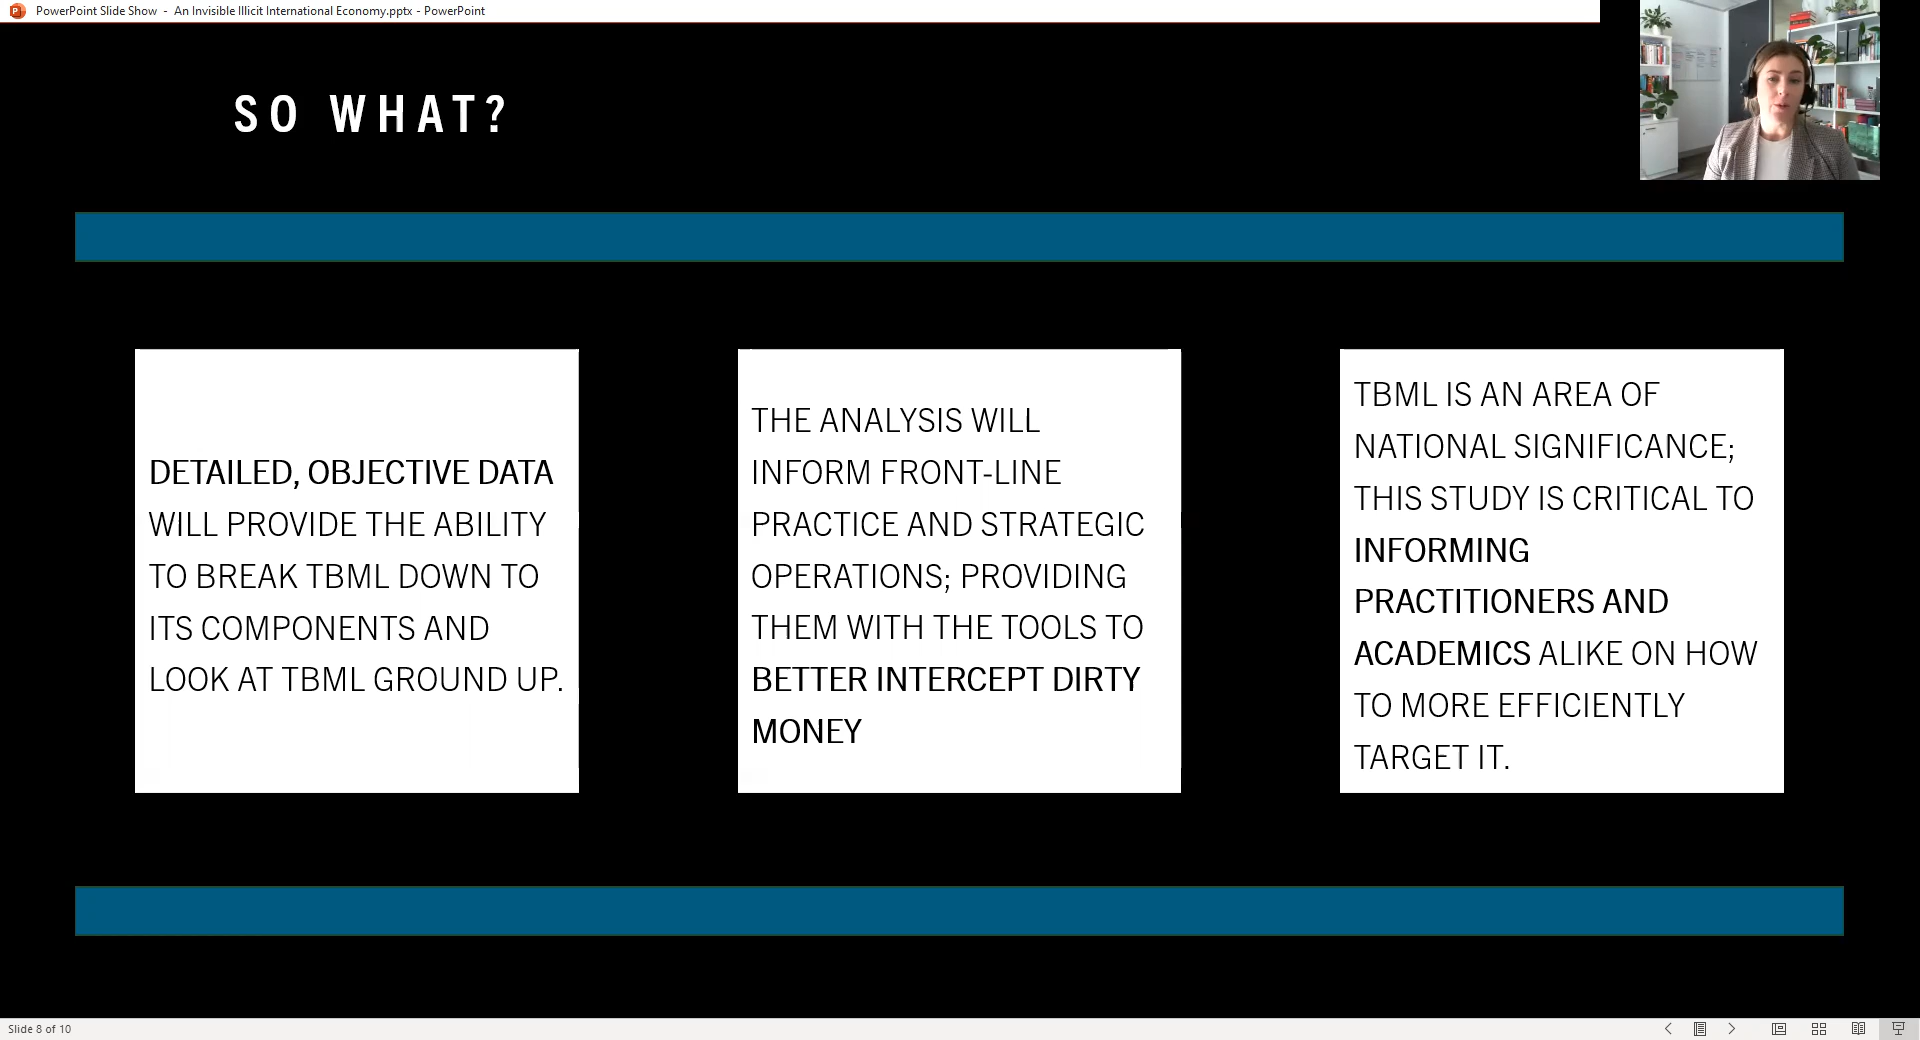 PowerPoint Slide Show - An Invisible Illicit International Economy.pptx - PowerPoint
SO WHAT?
DETAILED, OBJECTIVE DATA
WILL PROVIDE THE ABILITY
TO BREAK TBML DOWN TO
ITS COMPONENTS AND
LOOK AT TBML GROUND UP.
THE ANALYSIS WILL
INFORM FRONT-LINE
PRACTICE AND STRATEGIC
OPERATIONS; PROVIDING
THEM WITH THE TOOLS TO
BETTER INTERCEPT DIRTY
MONEY
TBML IS AN AREA OF
NATIONAL SIGNIFICANCE;
THIS STUDY IS CRITICAL TO
INFORMING
PRACTITIONERS AND
ACADEMICS ALIKE ON HOW
TO MORE EFFICIENTLY
TARGET IT.
Slide 8 of 10